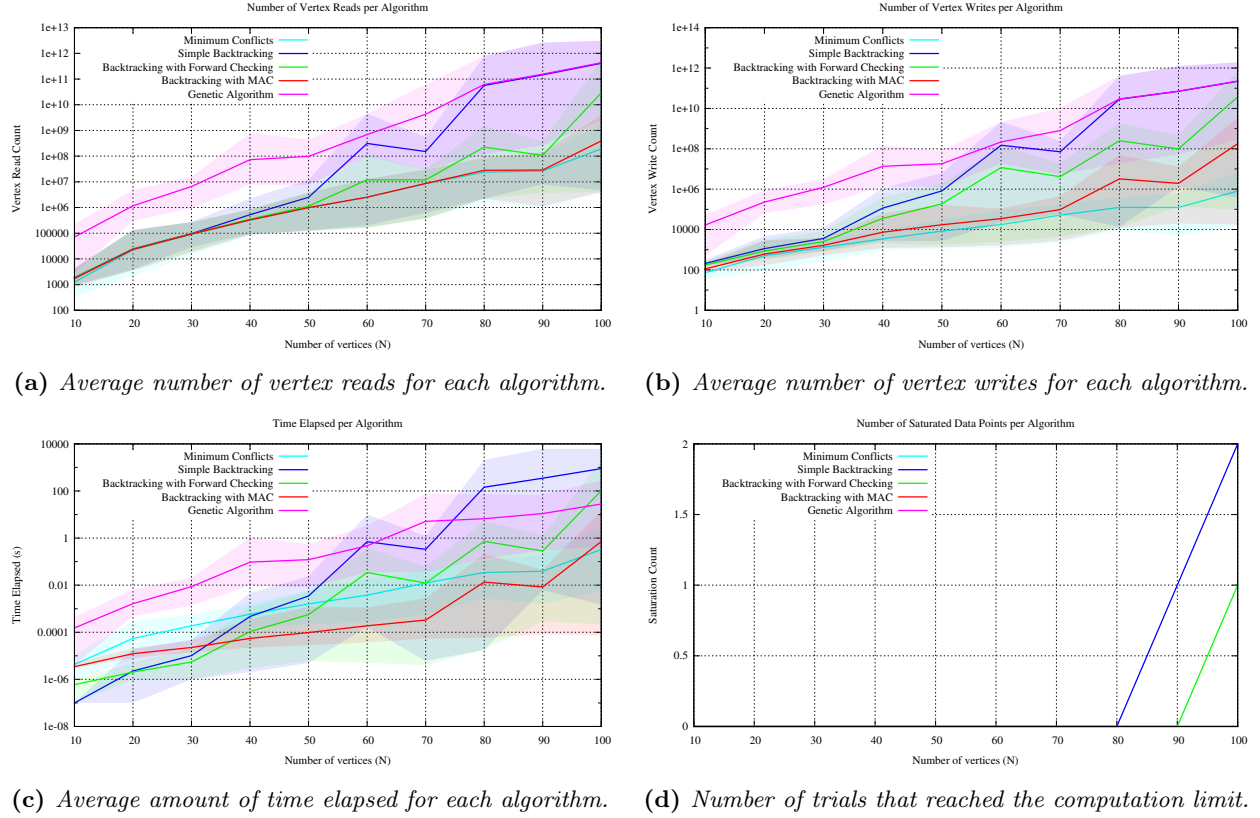 Number of Vertex Reads per Algorithm
1e+13
1e+12
1e+11
1e+10
1e+09
1e+08
1e+07
1e+06
100000
10000
1000
100
Vertex Read Count
Minimum Conflicts
Simple Backtracking
Backtracking with Forward Checking
Backtracking with MAC
Genetic Algorithm
10 20 30 40 50 60 70 80 90 100
Number of vertices (N)
(a) Average number of vertex reads for each algorithm.
Number of Vertex Writes per Algorithm
1e+14
1e+12
1e+10
1e+08
1e+06
10000
100
1
Vertex Write Count
Minimum Conflicts
Simple Backtracking
Backtracking with Forward Checking
Backtracking with MAC
Genetic Algorithm
10 20 30 40 50 60 70 80 90 100
Number of vertices (N)
(b) Average number of vertex writes for each algorithm.
Time Elapsed per Algorithm
10000
100
1
0.01
0.0001
1e-06
1e-08
Time Elapsed (s)
Minimum Conflicts
Simple Backtracking
Backtracking with Forward Checking
Backtracking with MAC
Genetic Algorithm
10 20 30 40 50 60 70 80 90 100
Number of vertices (N)
(c) Average amount of time elapsed for each algorithm.
Number of Saturated Data Points per Algorithm
2
1.5
1
0.5
0
Saturation Count
Minimum Conflicts
Simple Backtracking
Backtracking with Forward Checking
Backtracking with MAC
Genetic Algorithm
10 20 30 40 50 60 70 80 90 100
Number of vertices (N)
(d) Number of trials that reached the computation limit.